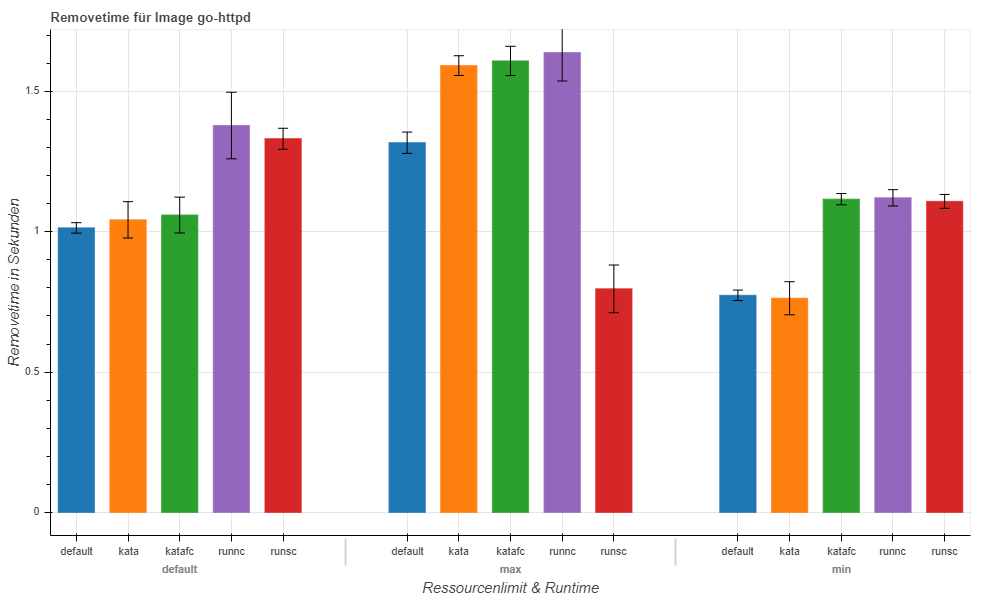 Removetime für Image go-httpd
Removetime in Sekunden
1.5
1
0.5
0
default kata katafc runnc runsc default kata katafc runnc runsc default kata katafc runnc runsc
default max min
Ressourcenlimit & Runtime